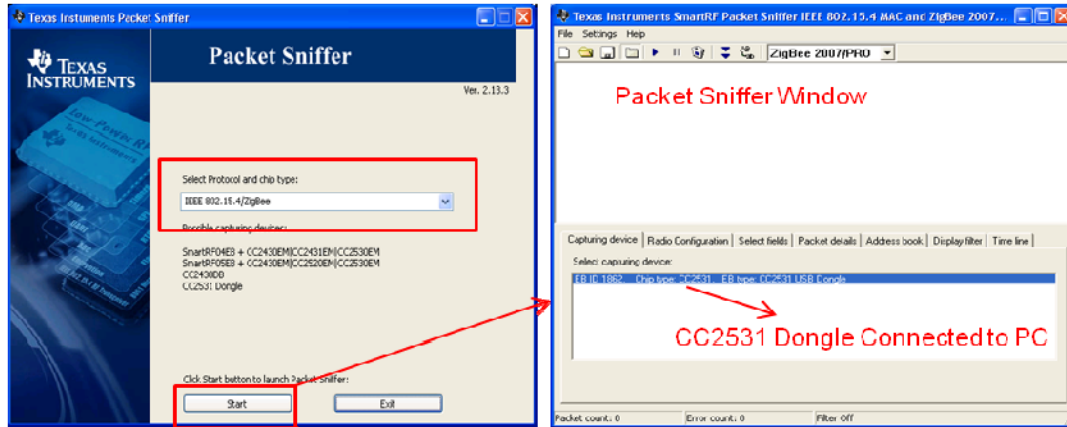 Texas Instuments Packet Sniffer
TEXAS
INSTRUMENTS
Packet Sniffer
Ver. 2.13.3
Select Protocol and chip type:
IEEE 802.15.4/ZigBee
Possible capturing devices:
SmartRF04EB + CC2430EM|CC2431EM|CC2530EM
SmartRF05EB + CC2430EM|CC2520EM|CC2530EM
CC2430DB
CC2531 Dongle
Click Start button to launch Packet Sniffer:
Start
Exit
Texas Instruments SmartRF Packet Sniffer IEEE 802.15.4 MAC and ZigBee 2007...
File Settings Help
ZigBee 2007/PRO
Packet Sniffer Window
Capturing device Radio Configuration Select fields Packet details Address book Display filter Time line
Select capturing device:
EB ID 1862, Chip type: CC2531, EB type: CC2531 USB Dongle
CC2531 Dongle Connected to PC
Packet count: 0 Error count: 0 Filter Off